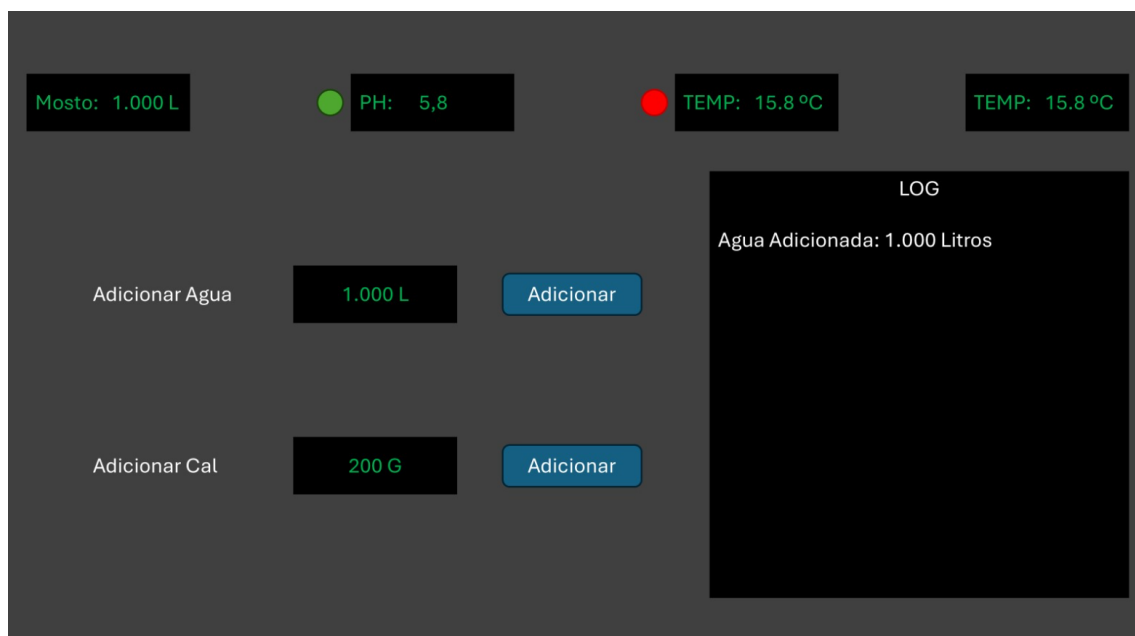 Mosto: 1.000 L
PH: 5,8
TEMP: 15.8 ºC
TEMP: 15.8 ºC
LOG
Agua Adicionada: 1.000 Litros
Adicionar Agua
1.000 L
Adicionar
Adicionar Cal
200 G
Adicionar